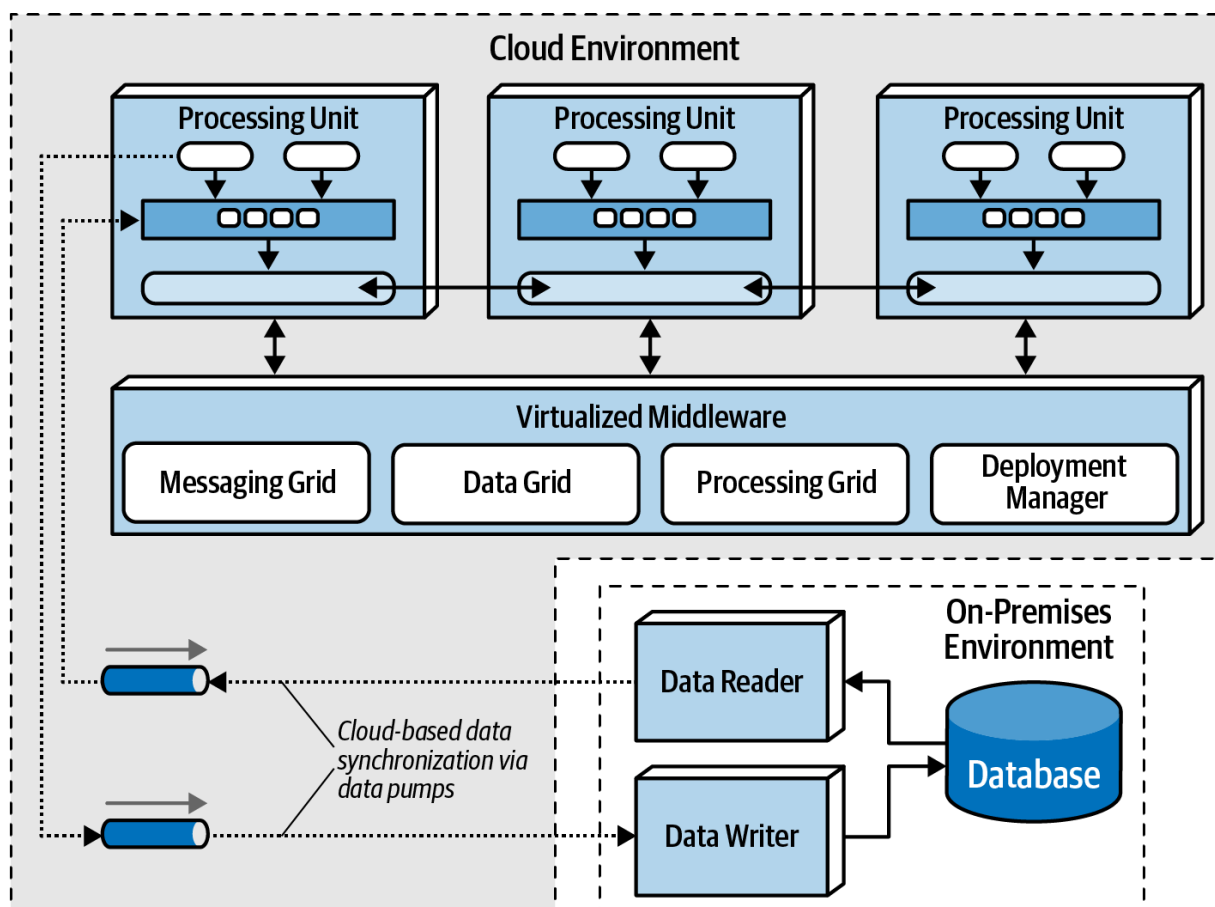 Cloud Environment
Processing Unit
Processing Unit
Processing Unit
Virtualized Middleware
Messaging Grid
Data Grid
Processing Grid
Deployment
Manager
On-Premises
Environment
Data Reader
Cloud-based data
synchronization via
data pumps
Database
Data Writer